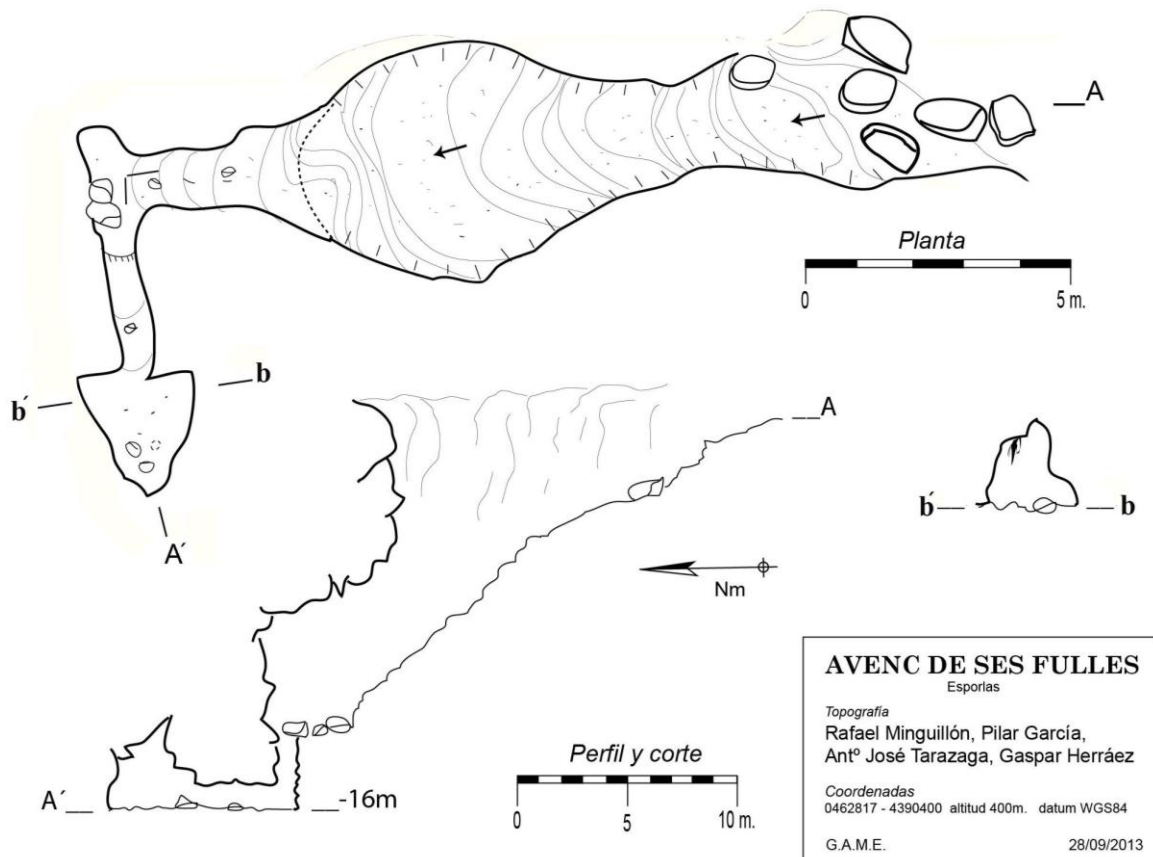 A
Planta
0 5 m.
b
b´
A´
A
b´ b
Nm
Perfil y corte
0 5 10 m.
A´
-16m
AVENC DE SES FULLES
Esporlas
Topografía
Rafael Minguillón, Pilar García,
Antº José Tarazaga, Gaspar Herráez
Coordenadas
0462817 - 4390400 altitud 400m. datum WGS84
G.A.M.E. 28/09/2013